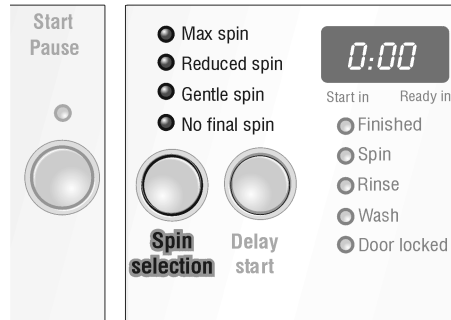 Start
Pause
Max spin
Reduced spin
Gentle spin
No final spin
0:00
Start in Ready in
Finished
Spin
Rinse
Wash
Door locked
Spin
selection
Delay
start